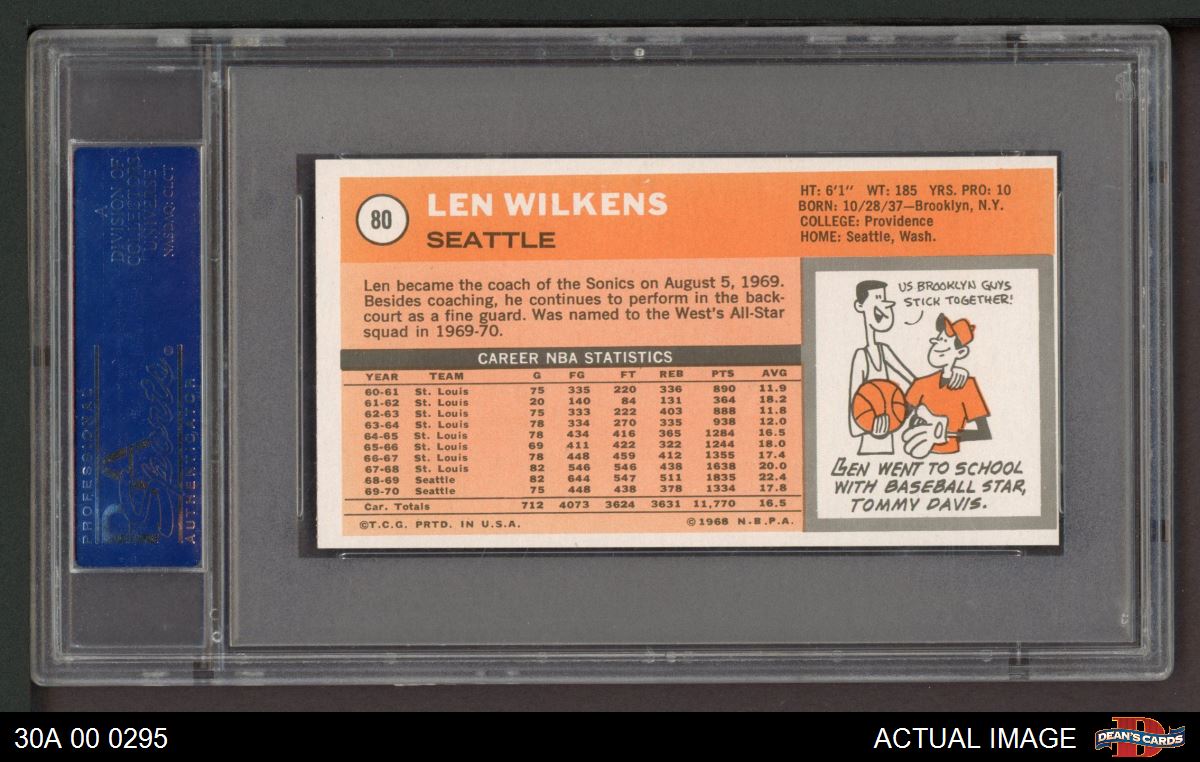 DIVISION OF
COLLECTORS
UNIVERSE
NASDAQ: CLCT
PROFESSIONAL
PSA
Sports
AUTHENTICATOR
80
LEN WILKENS
SEATTLE
HT: 6'1" WT: 185 YRS. PRO: 10
BORN: 10/28/37—Brooklyn, N.Y.
COLLEGE: Providence
HOME: Seattle, Wash.
Len became the coach of the Sonics on August 5, 1969.
Besides coaching, he continues to perform in the back-
court as a fine guard. Was named to the West's All-Star
squad in 1969-70.
CAREER NBA STATISTICS
YEAR TEAM G FG FT REB PTS AVG
60-61 St. Louis 75 335 220 336 890 11.9
61-62 St. Louis 20 140 84 131 364 18.2
62-63 St. Louis 75 333 222 403 888 11.8
63-64 St. Louis 78 334 270 335 938 12.0
64-65 St. Louis 78 434 416 365 1284 16.5
65-66 St. Louis 69 411 422 322 1244 18.0
66-67 St. Louis 78 448 459 412 1355 17.4
67-68 St. Louis 82 546 546 438 1638 20.0
68-69 Seattle 82 644 547 511 1835 22.4
69-70 Seattle 75 448 438 378 1334 17.8
Car. Totals 712 4073 3624 3631 11,770 16.5
©T.C.G. PRTD. IN U.S.A. ©1968 N.B.P.A.
US BROOKLYN GUYS
STICK TOGETHER!
LEN WENT TO SCHOOL
WITH BASEBALL STAR,
TOMMY DAVIS.
30A 00 0295
ACTUAL IMAGE
DEAN'S CARDS